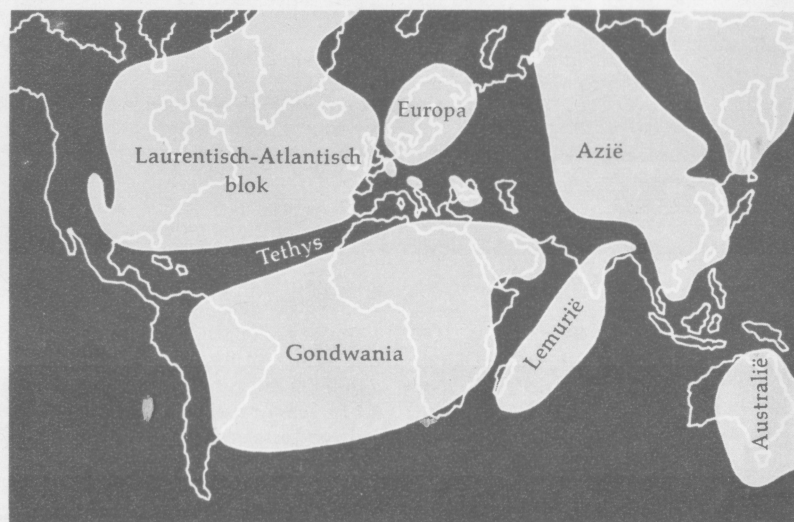 Europa
Laurentisch-Atlantisch
blok
Azië
Tethys
Gondwania
Lemurië
Australië